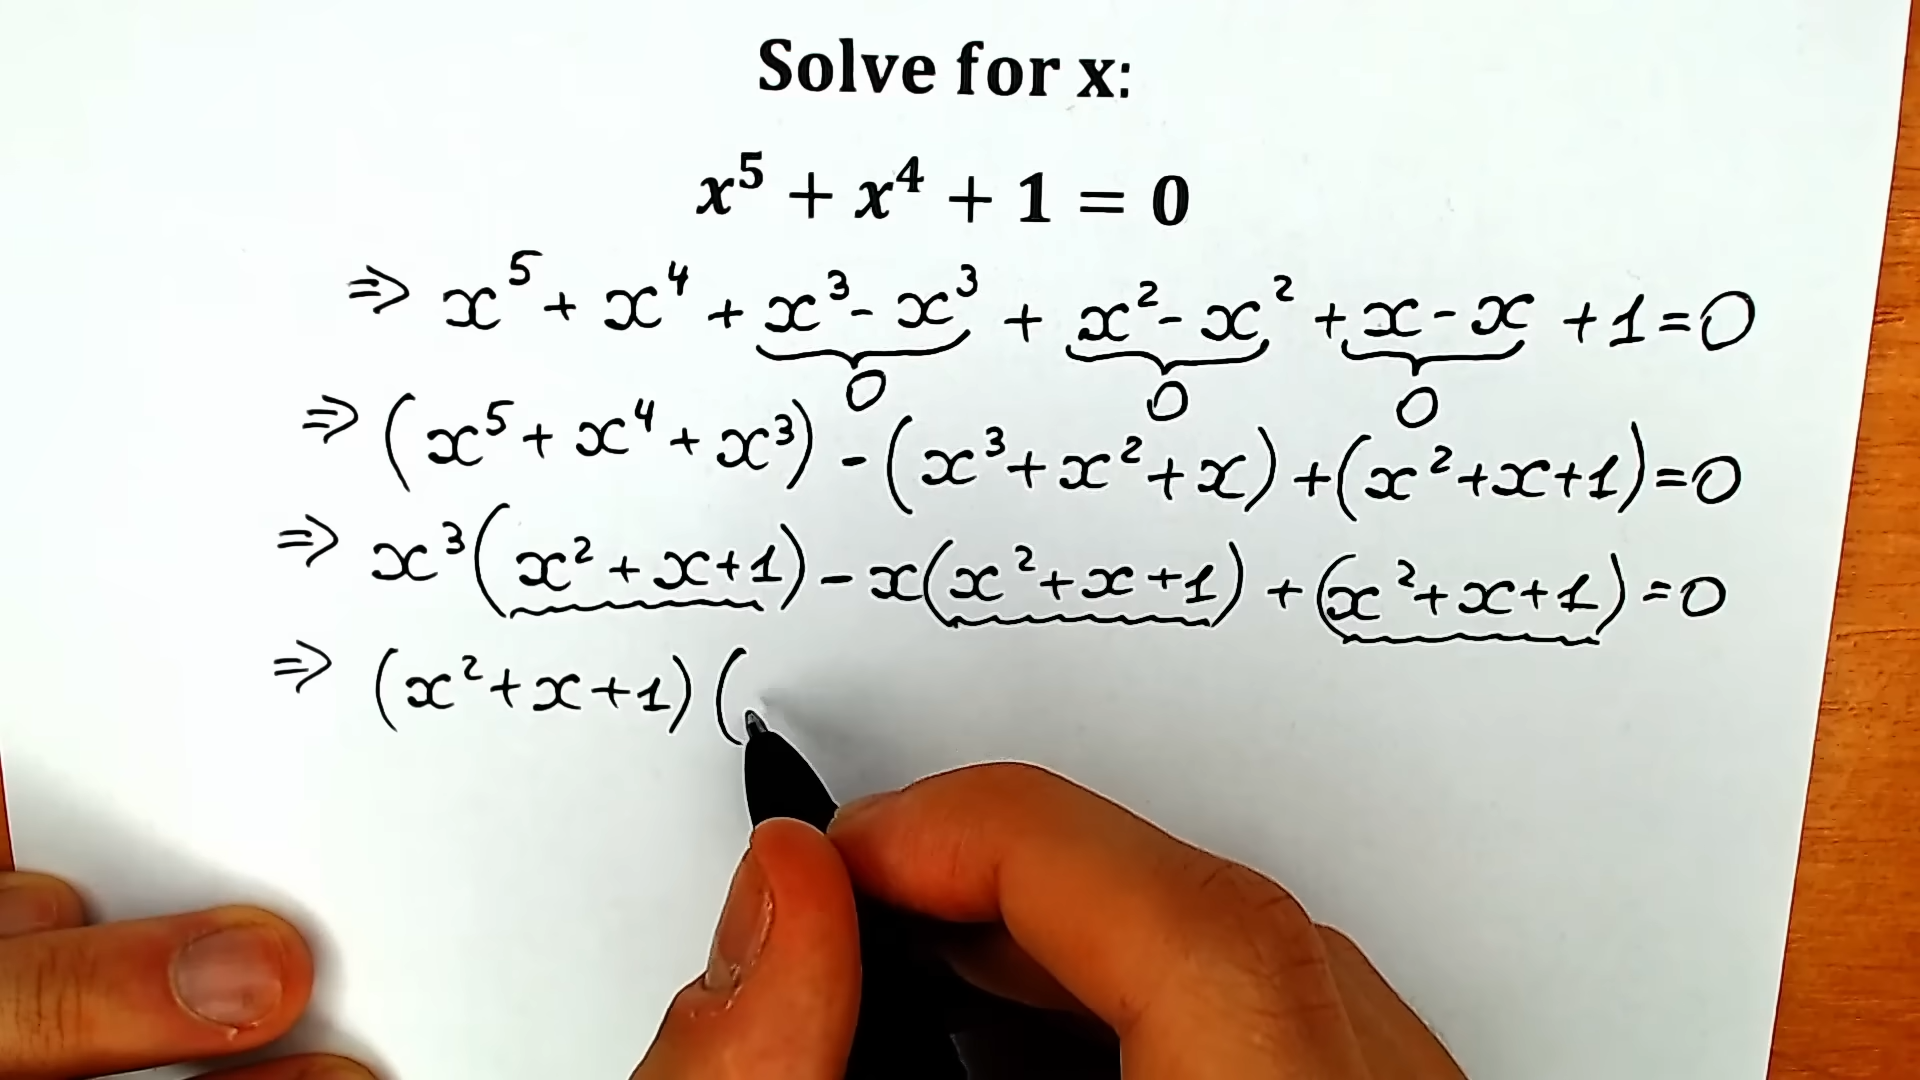 Solve for x:
x⁵ + x⁴ + 1 = 0
⇒ x⁵ + x⁴ + x³ - x³ + x² - x² + x - x + 1 = 0
0 0 0
⇒ (x⁵ + x⁴ + x³) - (x³ + x² + x) + (x² + x + 1) = 0
⇒ x³(x² + x + 1) - x(x² + x + 1) + (x² + x + 1) = 0
⇒ (x² + x + 1)(